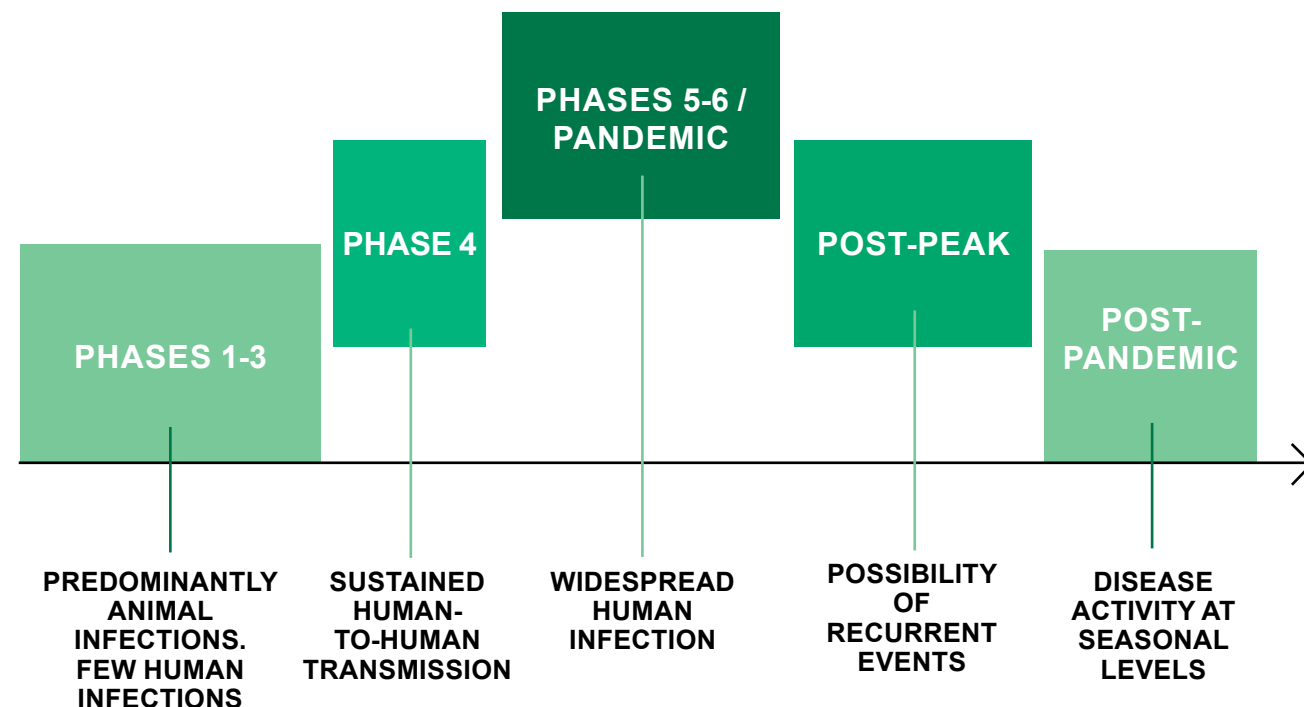 PHASES 5-6 /
PANDEMIC
PHASE 4
POST-PEAK
PHASES 1-3
POST-
PANDEMIC
PREDOMINANTLY
ANIMAL
INFECTIONS.
FEW HUMAN
INFECTIONS
SUSTAINED
HUMAN-
TO-HUMAN
TRANSMISSION
WIDESPREAD
HUMAN
INFECTION
POSSIBILITY
OF
RECURRENT
EVENTS
DISEASE
ACTIVITY AT
SEASONAL
LEVELS